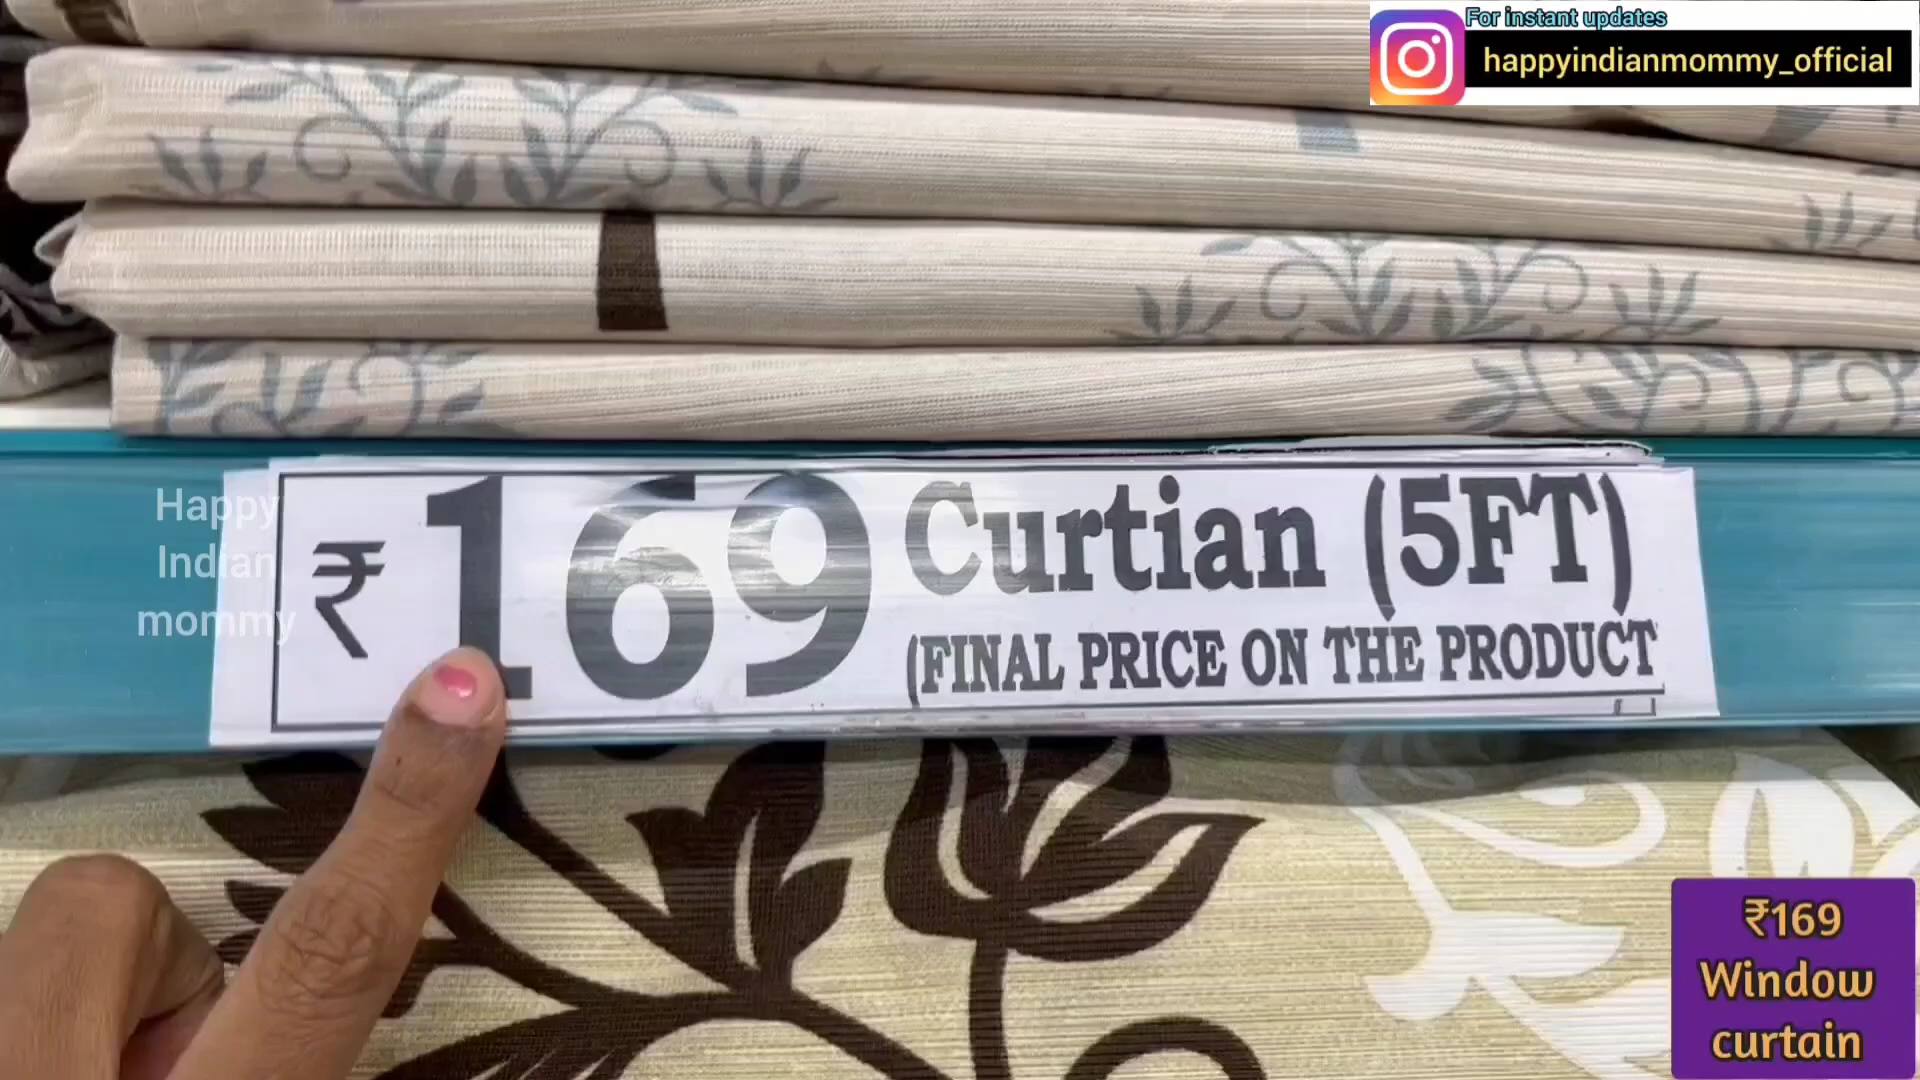 For instant updates
happyindianmommy_official
Happy
Indian
mommy
₹ 169 Curtian (5FT)
(FINAL PRICE ON THE PRODUCT
₹169
Window
curtain